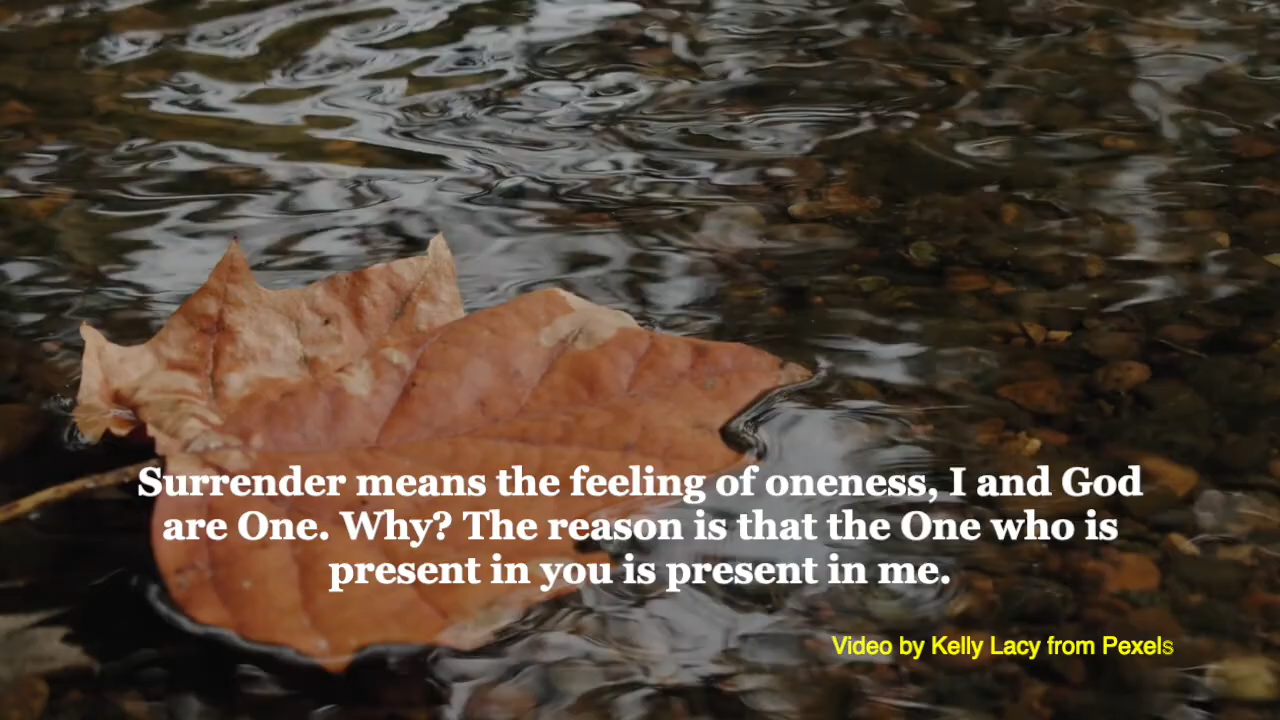 Surrender means the feeling of oneness, I and God
are One. Why? The reason is that the One who is
present in you is present in me.
Video by Kelly Lacy from Pexels